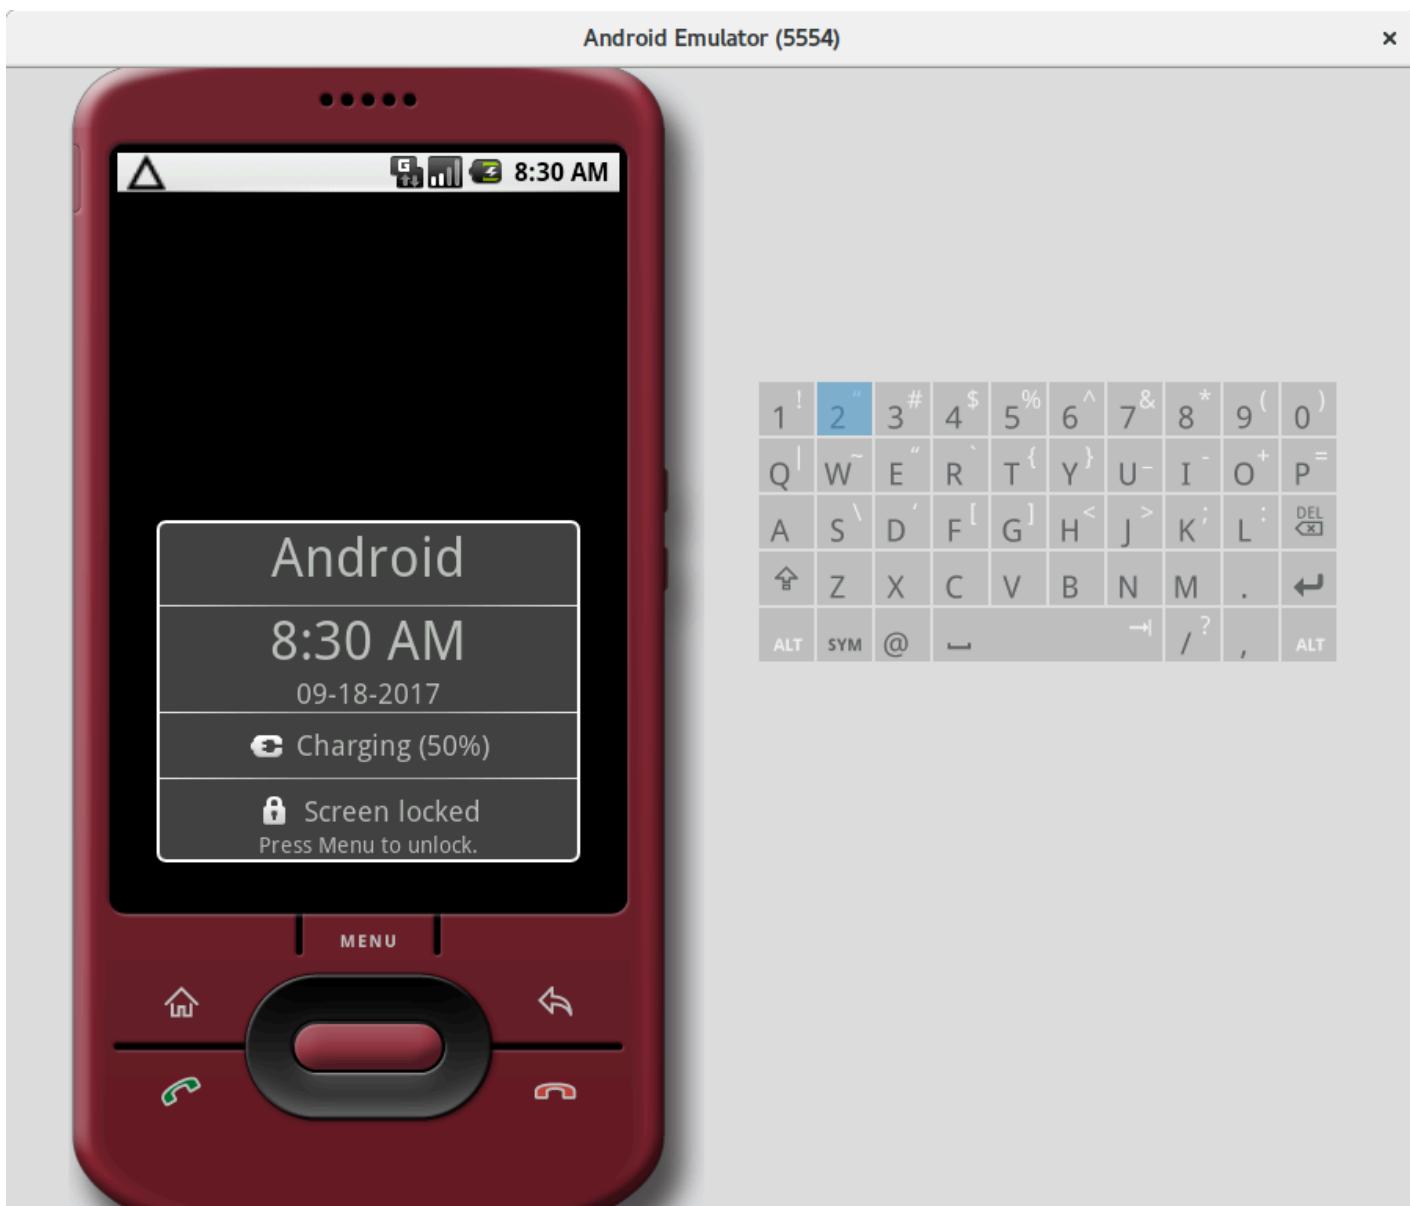 Android Emulator (5554)
8:30 AM
Android
8:30 AM
09-18-2017
Charging (50%)
Screen locked
Press Menu to unlock.
MENU
1 ! 2 " 3 # 4 $ 5 % 6 ^ 7 & 8 * 9 ( 0 )
Q | W ~ E “ R ` T { Y } U _ I - O + P =
A S \ D ‘ F [ G ] H < J > K ; L : DEL
Z X C V B N M .
ALT SYM @ / ? , ALT